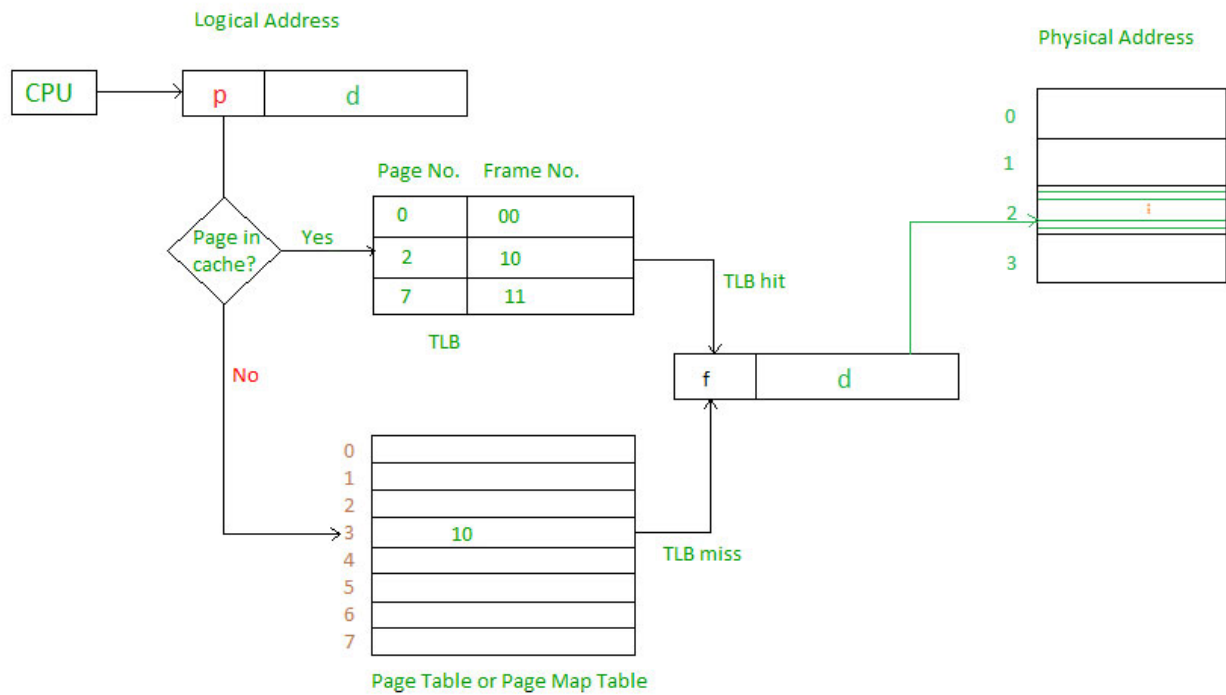 Logical Address
Physical Address
CPU
p d
Page No. Frame No.
0 00
2 10
7 11
TLB
Page in
cache?
Yes
No
TLB hit
f d
0
1
2
3
0
1
2
3 10
4
5
6
7
TLB miss
Page Table or Page Map Table